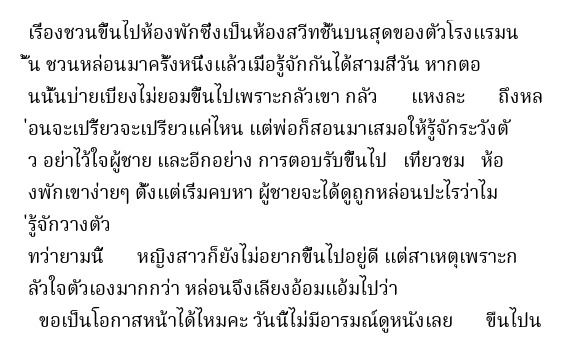 เรื่องชวนขึ้นไปห้องพักซึ่งเป็นห้องสวีทชั้นบนสุดของตัวโรงแรมน
ั้น ชวนหล่อนมาครั้งหนึ่งแล้วเมื่อรู้จักกันได้สามสี่วัน หากตอ
นนั้นบ่ายเบี่ยงไม่ยอมขึ้นไปเพราะกลัวเขา กลัว แหงละ ถึงหล
่อนจะเปรี้ยวจะเปรียวแค่ไหน แต่พ่อก็สอนมาเสมอให้รู้จักระวังตั
ว อย่าไว้ใจผู้ชาย และอีกอย่าง การตอบรับขึ้นไป เที่ยวชม ห้อ
งพักเขาง่ายๆ ตั้งแต่เริ่มคบหา ผู้ชายจะได้ดูถูกหล่อนปะไรว่าไม
่รู้จักวางตัว
ทว่ายามนี้ หญิงสาวก็ยังไม่อยากขึ้นไปอยู่ดี แต่สาเหตุเพราะก
ลัวใจตัวเองมากกว่า หล่อนจึงเลี่ยงอ้อมแอ้มไปว่า
ขอเป็นโอกาสหน้าได้ไหมคะ วันนี้ไม่มีอารมณ์ดูหนังเลย ขืนไปน